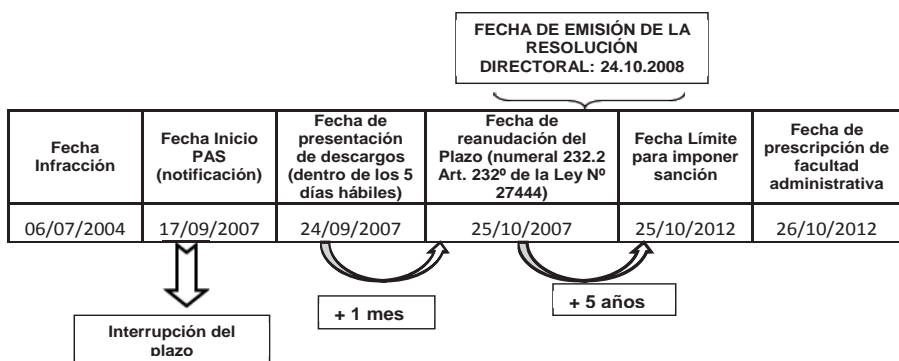 FECHA DE EMISIÓN DE LA
RESOLUCIÓN
DIRECTORAL: 24.10.2008
Fecha
Infracción
Fecha Inicio
PAS
(notificación)
Fecha de
presentación
de descargos
(dentro de los 5
días hábiles)
Fecha de
reanudación del
Plazo (numeral 232.2
Art. 232º de la Ley Nº
27444)
Fecha Límite
para imponer
sanción
Fecha de
prescripción de
facultad
administrativa
06/07/2004
17/09/2007
24/09/2007
25/10/2007
25/10/2012
26/10/2012
+ 1 mes
+ 5 años
Interrupción del
plazo